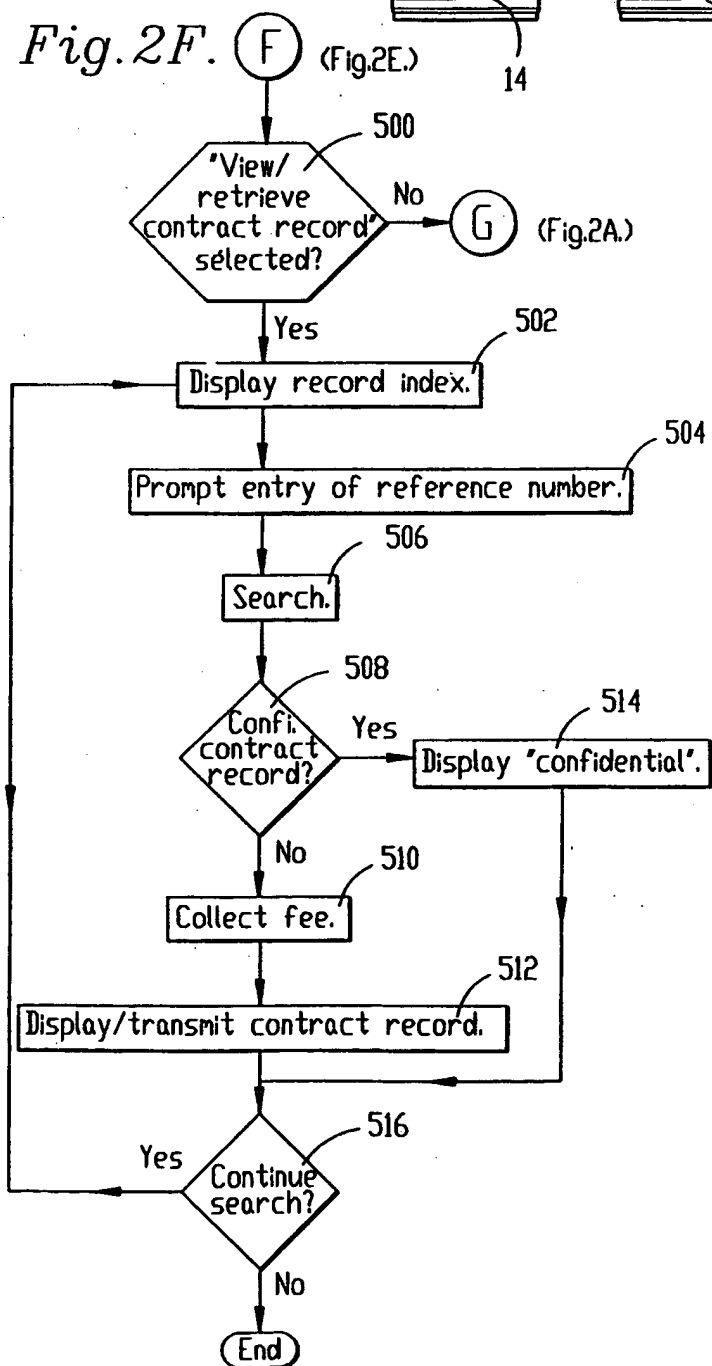 Fig.2F.
F
(Fig.2E.)
14
500
"View/
retrieve
contract record"
selected?
No
G
(Fig.2A.)
Yes
502
Display record index.
504
Prompt entry of reference number.
506
Search.
508
Confi.
contract
record?
Yes
514
Display "confidential".
No
510
Collect fee.
512
Display/transmit contract record.
516
Yes
Continue
search?
No
End